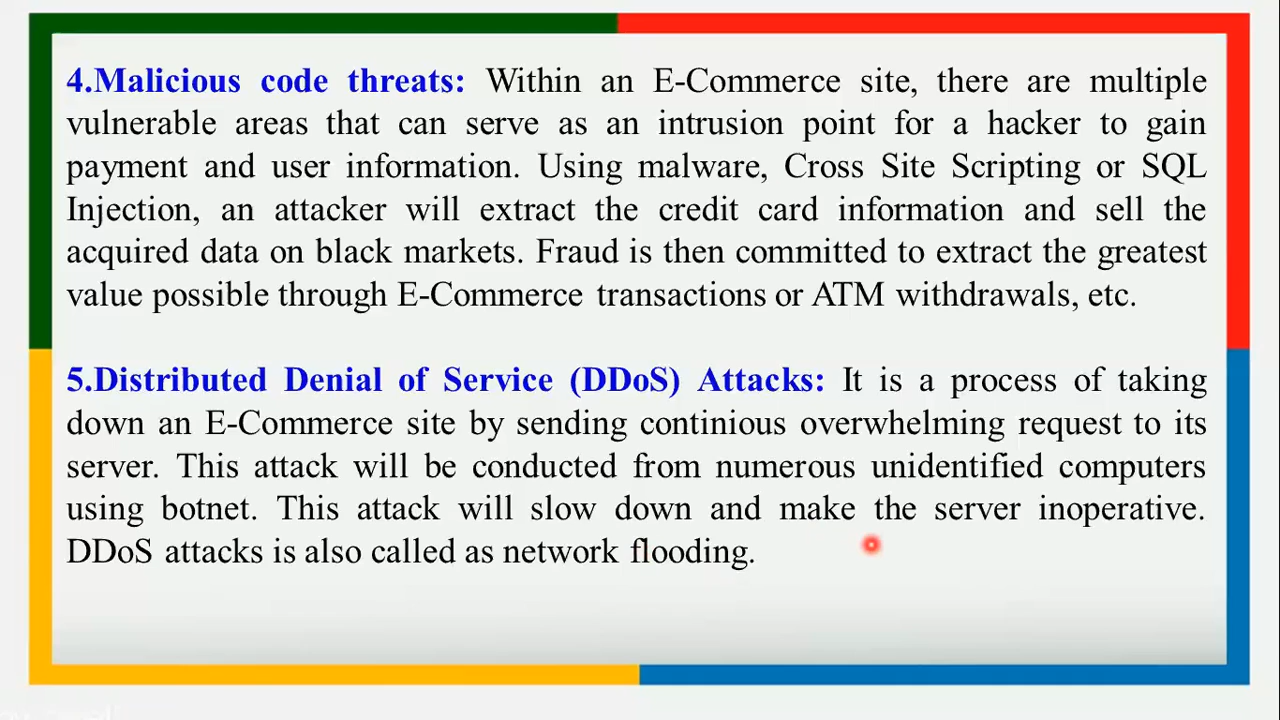 4.Malicious code threats: Within an E-Commerce site, there are multiple
vulnerable areas that can serve as an intrusion point for a hacker to gain
payment and user information. Using malware, Cross Site Scripting or SQL
Injection, an attacker will extract the credit card information and sell the
acquired data on black markets. Fraud is then committed to extract the greatest
value possible through E-Commerce transactions or ATM withdrawals, etc.
5.Distributed Denial of Service (DDoS) Attacks: It is a process of taking
down an E-Commerce site by sending continious overwhelming request to its
server. This attack will be conducted from numerous unidentified computers
using botnet. This attack will slow down and make the server inoperative.
DDoS attacks is also called as network flooding.